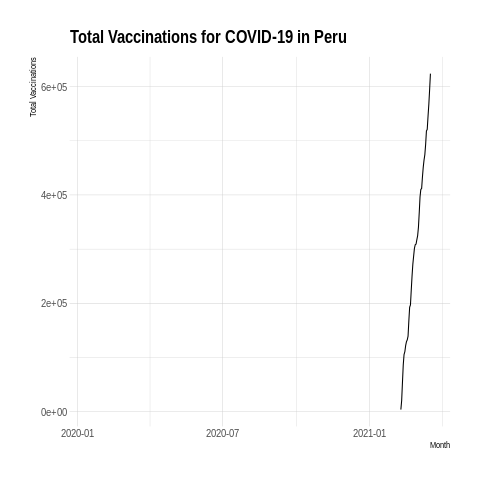 Total Vaccinations for COVID-19 in Peru
Total Vaccinations
6e+05
4e+05
2e+05
0e+00
2020-01 2020-07 2021-01
Month